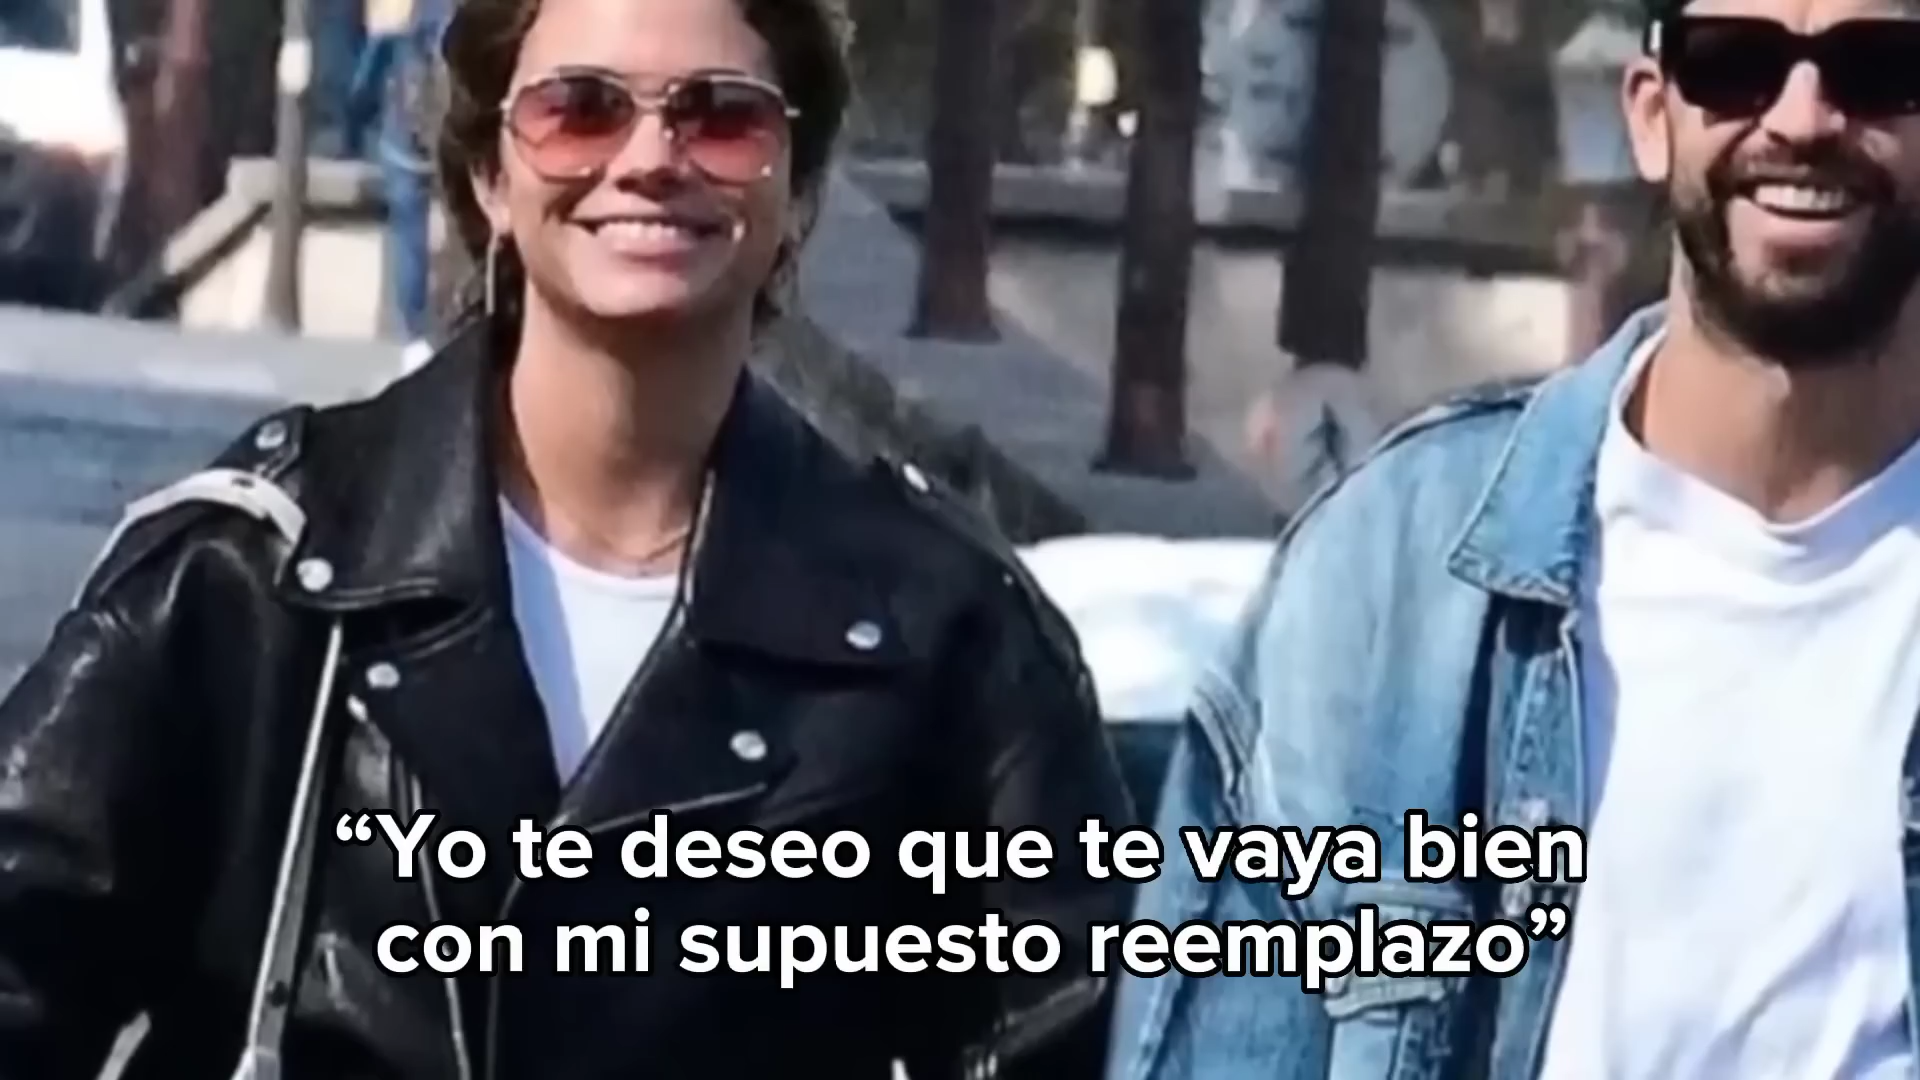 “Yo te deseo que te vaya bien
con mi supuesto reemplazo”